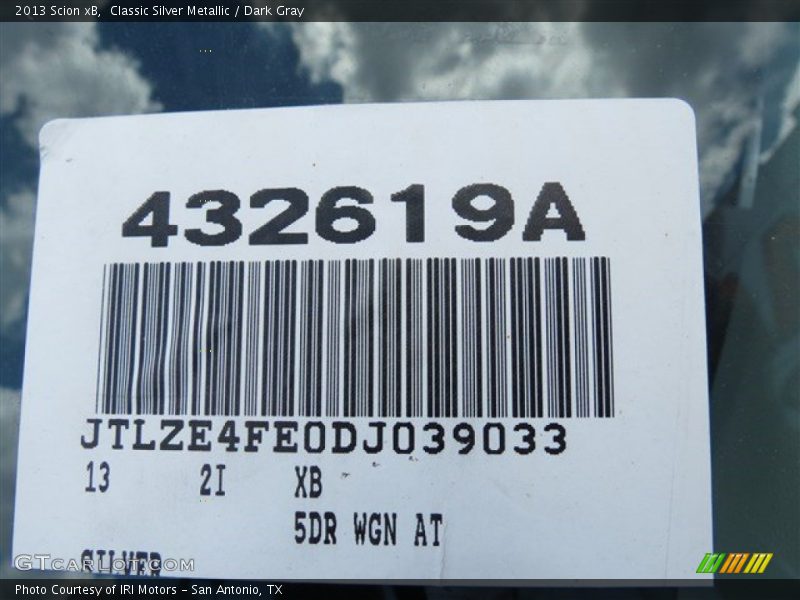 2013 Scion xB,  Classic Silver Metallic / Dark Gray
432619A
JTLZE4FE0DJ039033
13 2I XB
5DR WGN AT
SILVER
GTCARLOT.COM
Photo Courtesy of IRI Motors – San Antonio, TX